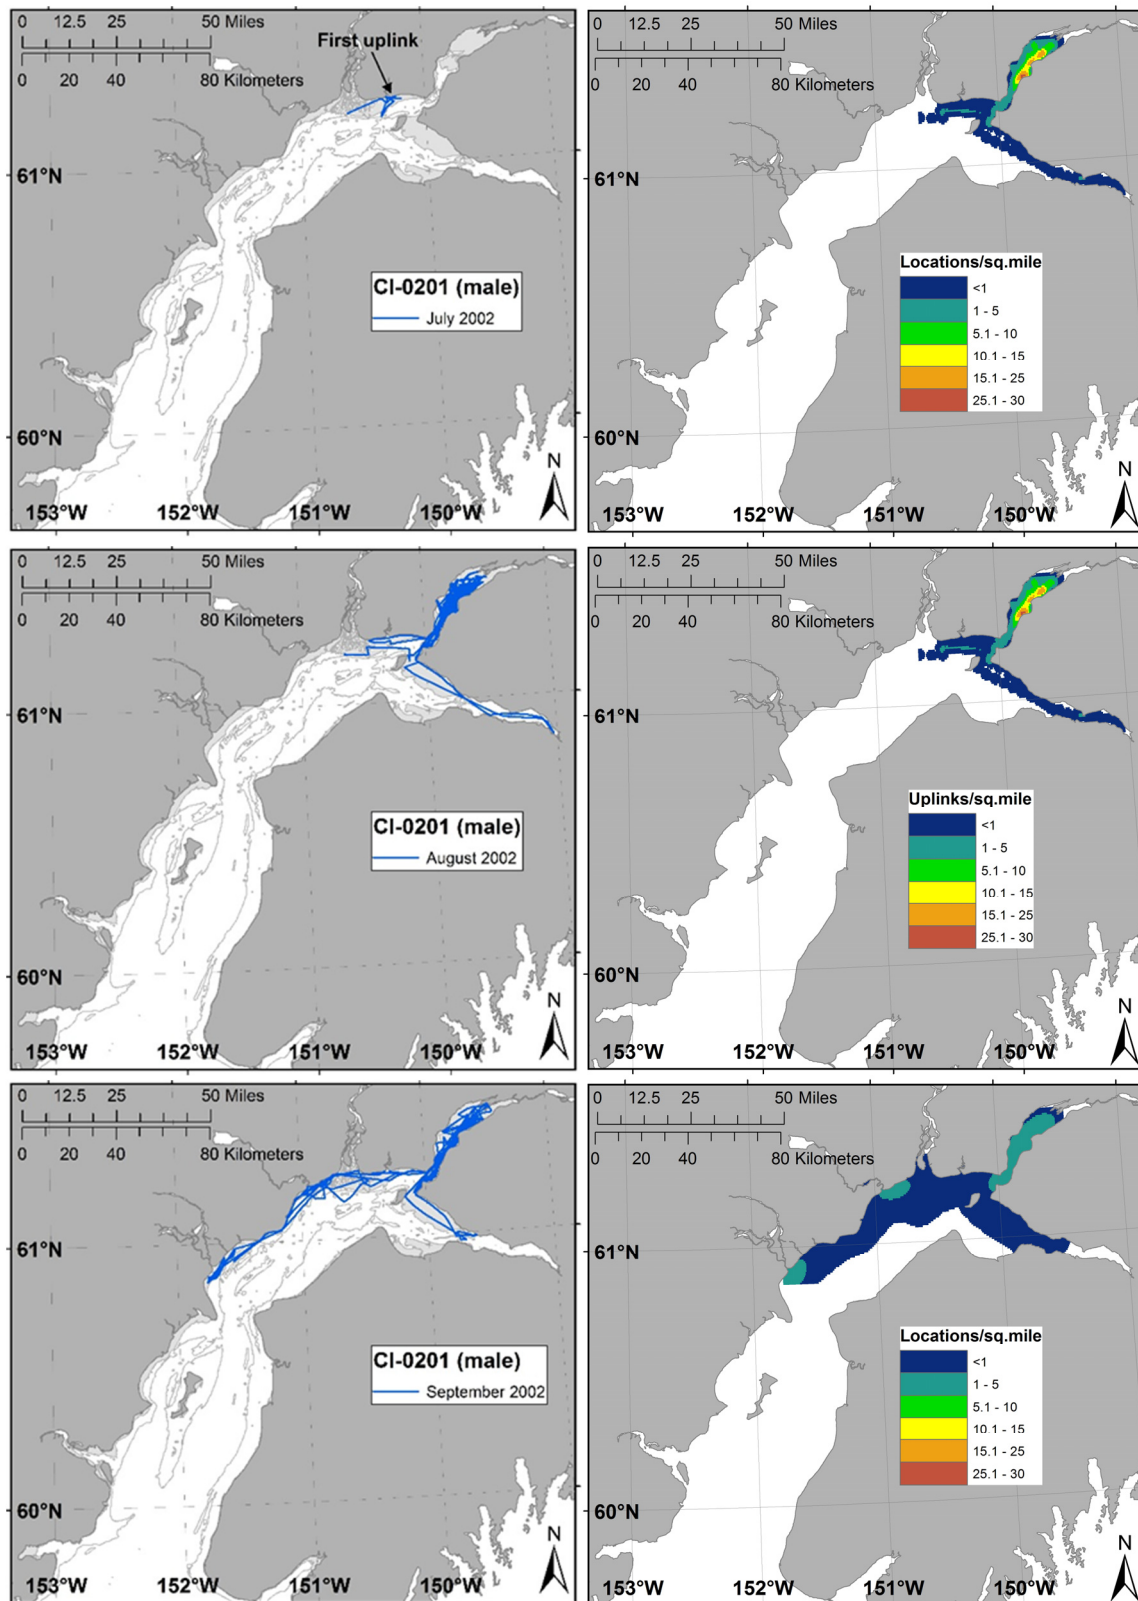 0 12.5 25 50 Miles
0 20 40 80 Kilometers
First uplink
61°N
CI-0201 (male)
July 2002
60°N
N
153°W 152°W 151°W 150°W
0 12.5 25 50 Miles
0 20 40 80 Kilometers
61°N
Locations/sq.mile
<1
1 - 5
5.1 - 10
10.1 - 15
15.1 - 25
25.1 - 30
60°N
N
153°W 152°W 151°W 150°W
0 12.5 25 50 Miles
0 20 40 80 Kilometers
61°N
CI-0201 (male)
August 2002
60°N
N
153°W 152°W 151°W 150°W
0 12.5 25 50 Miles
0 20 40 80 Kilometers
61°N
Uplinks/sq.mile
<1
1 - 5
5.1 - 10
10.1 - 15
15.1 - 25
25.1 - 30
60°N
N
153°W 152°W 151°W 150°W
0 12.5 25 50 Miles
0 20 40 80 Kilometers
61°N
CI-0201 (male)
September 2002
60°N
N
153°W 152°W 151°W 150°W
0 12.5 25 50 Miles
0 20 40 80 Kilometers
61°N
Locations/sq.mile
<1
1 - 5
5.1 - 10
10.1 - 15
15.1 - 25
25.1 - 30
60°N
N
153°W 152°W 151°W 150°W